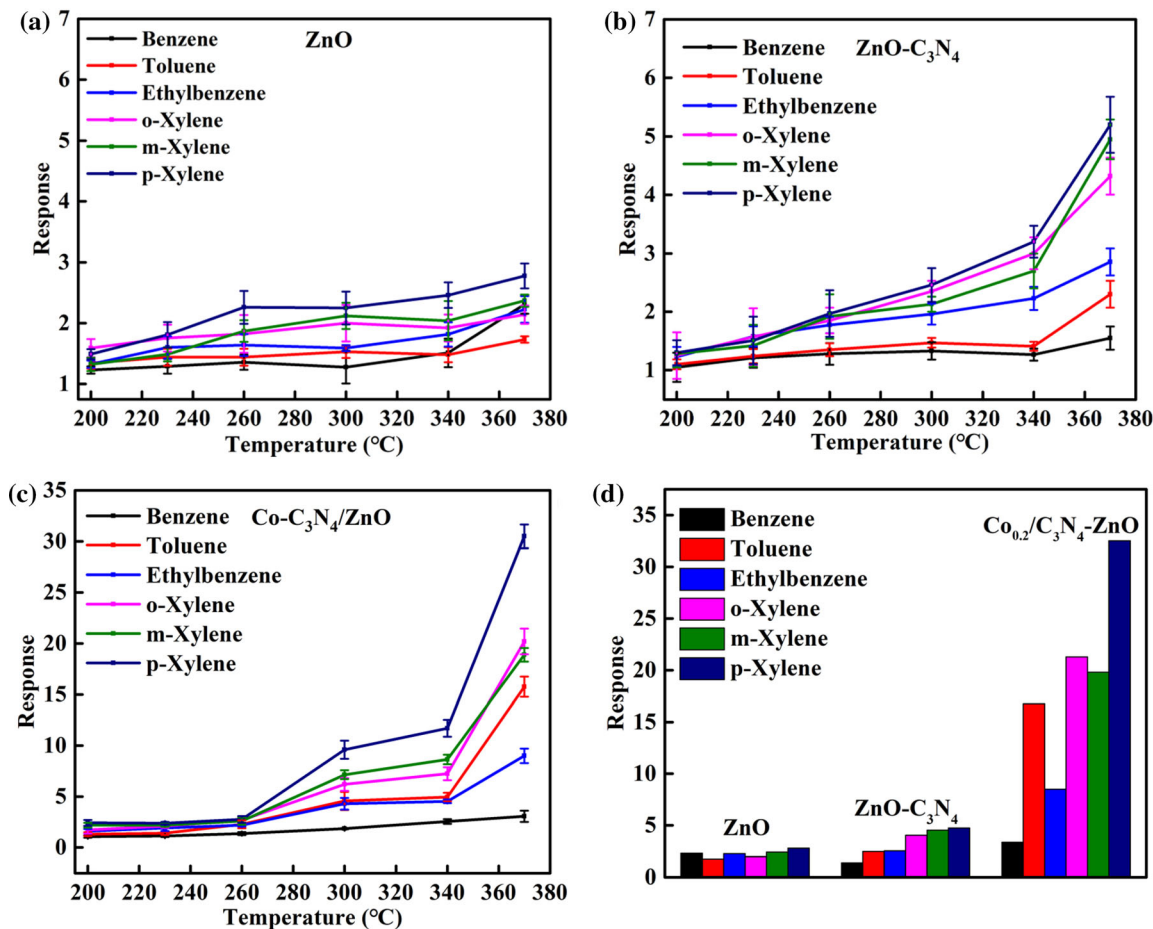 (a)
7
6
5
4
3
2
1
Response
ZnO
Benzene
Toluene
Ethylbenzene
o-Xylene
m-Xylene
p-Xylene
200 220 240 260 280 300 320 340 360 380
Temperature (℃)
(b)
7
6
5
4
3
2
1
Response
ZnO-C₃N₄
Benzene
Toluene
Ethylbenzene
o-Xylene
m-Xylene
p-Xylene
200 220 240 260 280 300 320 340 360 380
Temperature (℃)
(c)
35
30
25
20
15
10
5
0
Response
Co-C₃N₄/ZnO
Benzene
Toluene
Ethylbenzene
o-Xylene
m-Xylene
p-Xylene
200 220 240 260 280 300 320 340 360 380
Temperature (℃)
(d)
35
30
25
20
15
10
5
0
Response
Benzene
Toluene
Ethylbenzene
o-Xylene
m-Xylene
p-Xylene
Co₀.₂/C₃N₄-ZnO
ZnO
ZnO-C₃N₄